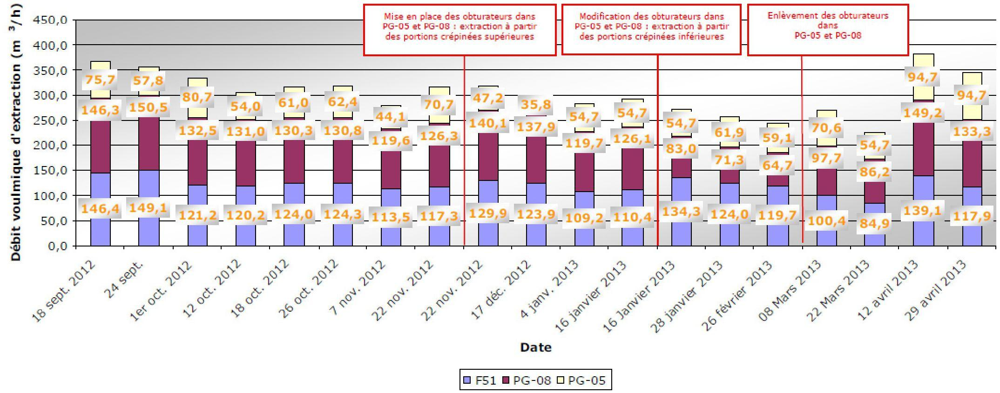 Débit voulmique d'extraction (m ³/h)
450,0
400,0
350,0
300,0
250,0
200,0
150,0
100,0
50,0
0,0
Mise en place des obturateurs dans
PG-05 et PG-08 : extraction à partir
des portions crépinées supérieures
Modification des obturateurs dans
PG-05 et PG-08 : extraction à partir
des portions crépinées inférieures
Enlèvement des obturateurs
dans
PG-05 et PG-08
75,7
146,3
146,4
57,8
150,5
149,1
80,7
132,5
121,2
54,0
131,0
120,2
61,0
130,3
124,0
62,4
130,8
124,3
44,1
119,6
113,5
70,7
126,3
117,3
47,2
140,1
129,9
35,8
137,9
123,9
54,7
119,7
109,2
54,7
126,1
110,4
54,7
83,0
134,3
61,9
71,3
124,0
59,1
64,7
119,7
70,6
97,7
100,4
54,7
86,2
84,9
94,7
149,2
139,1
94,7
133,3
117,9
18 sept. 2012
24 sept.
1er oct. 2012
12 oct. 2012
18 oct. 2012
26 oct. 2012
7 nov. 2012
22 nov. 2012
22 nov. 2012
17 déc. 2012
4 janv. 2013
16 janvier 2013
16 Janvier 2013
28 janvier 2013
26 février 2013
08 Mars 2013
22 Mars 2013
12 avril 2013
29 avril 2013
Date
F51 PG-08 PG-05